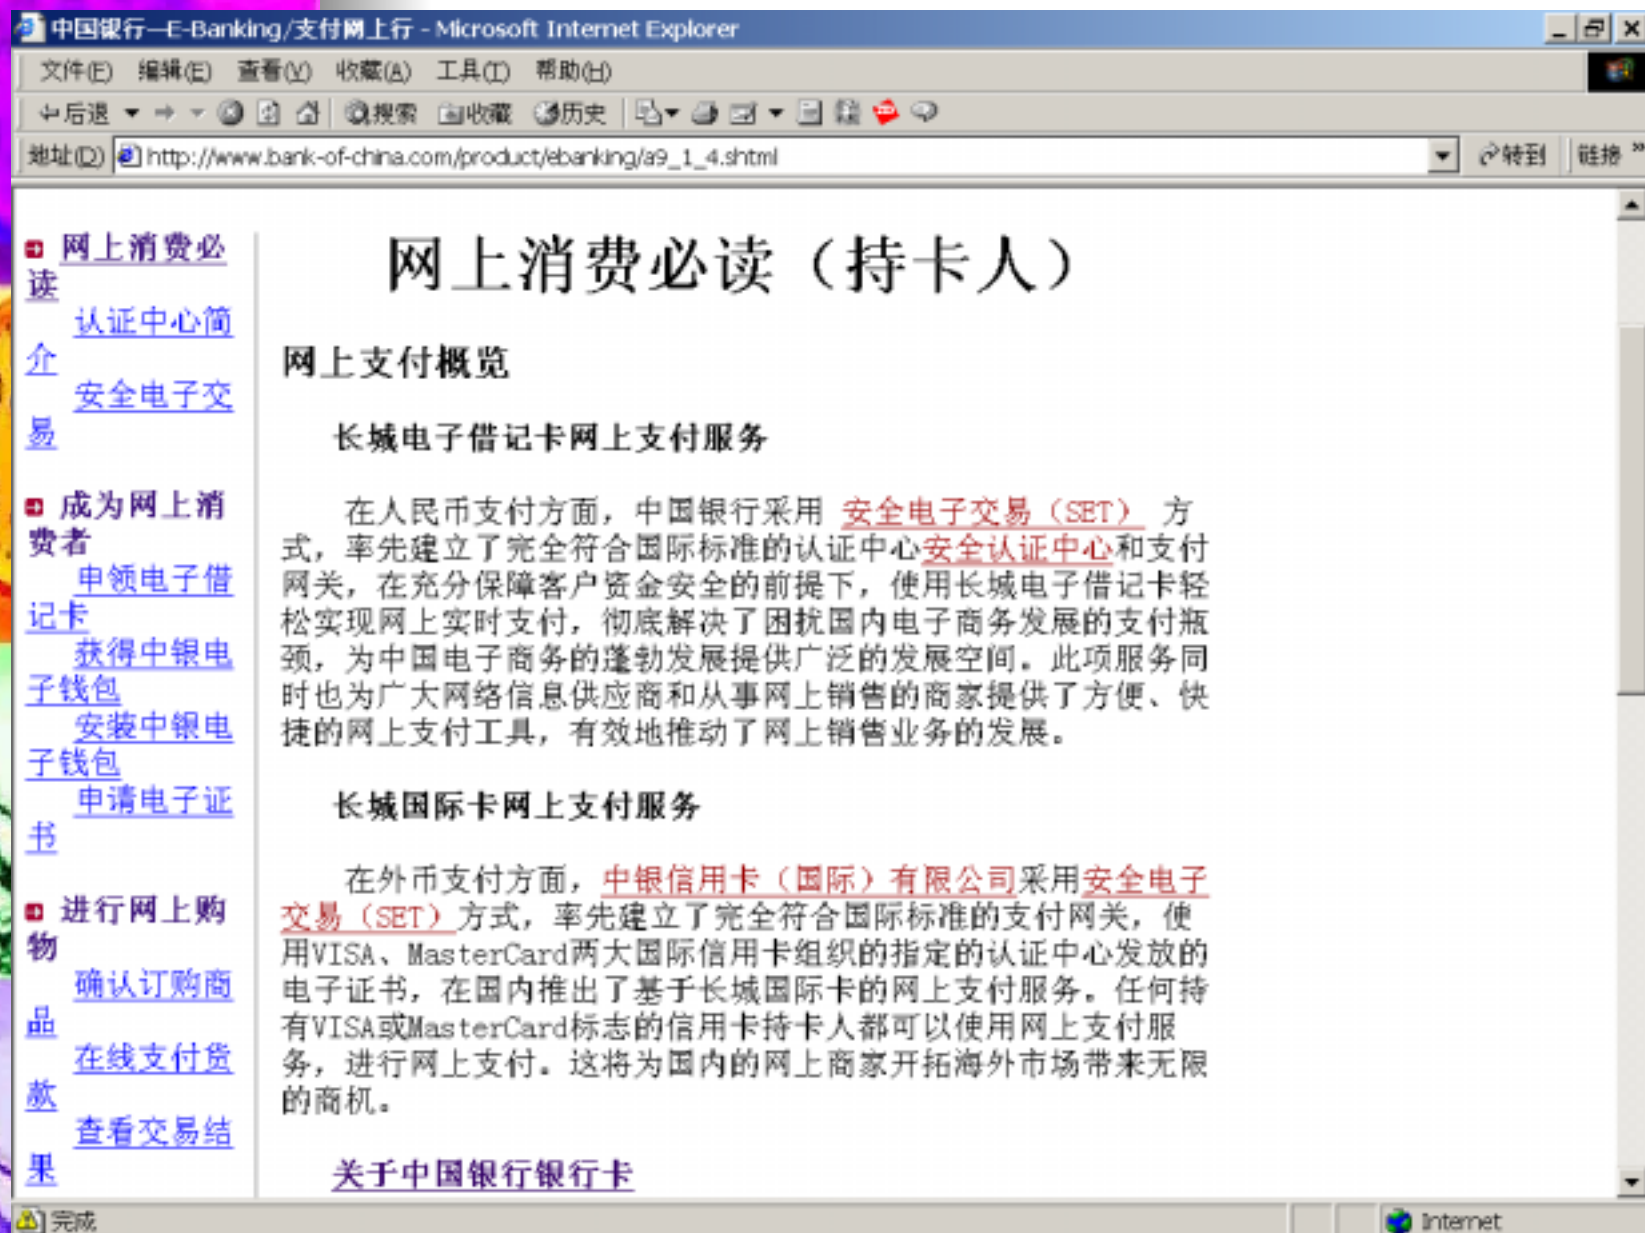 中国银行—E-Banking/支付网上行 - Microsoft Internet Explorer
文件(F) 编辑(E) 查看(V) 收藏(A) 工具(T) 帮助(H)
后退 搜索 收藏 历史
地址(D) http://www.bank-of-china.com/product/ebanking/a9_1_4.shtml 转到 链接 »
网上消费必
读
认证中心简
介
安全电子交
易
成为网上消
费者
申领电子借
记卡
获得中银电
子钱包
安装中银电
子钱包
申请电子证
书
进行网上购
物
确认订购商
品
在线支付货
款
查看交易结
果
网上消费必读（持卡人）
网上支付概览
长城电子借记卡网上支付服务
在人民币支付方面，中国银行采用 安全电子交易（SET） 方
式，率先建立了完全符合国际标准的认证中心安全认证中心和支付
网关，在充分保障客户资金安全的前提下，使用长城电子借记卡轻
松实现网上实时支付，彻底解决了困扰国内电子商务发展的支付瓶
颈，为中国电子商务的蓬勃发展提供广泛的发展空间。此项服务同
时也为广大网络信息供应商和从事网上销售的商家提供了方便、快
捷的网上支付工具，有效地推动了网上销售业务的发展。
长城国际卡网上支付服务
在外币支付方面，中银信用卡（国际）有限公司采用安全电子
交易（SET）方式，率先建立了完全符合国际标准的支付网关，使
用VISA、MasterCard两大国际信用卡组织的指定的认证中心发放的
电子证书，在国内推出了基于长城国际卡的网上支付服务。任何持
有VISA或MasterCard标志的信用卡持卡人都可以使用网上支付服
务，进行网上支付。这将为国内的网上商家开拓海外市场带来无限
的商机。
关于中国银行银行卡
完成 Internet